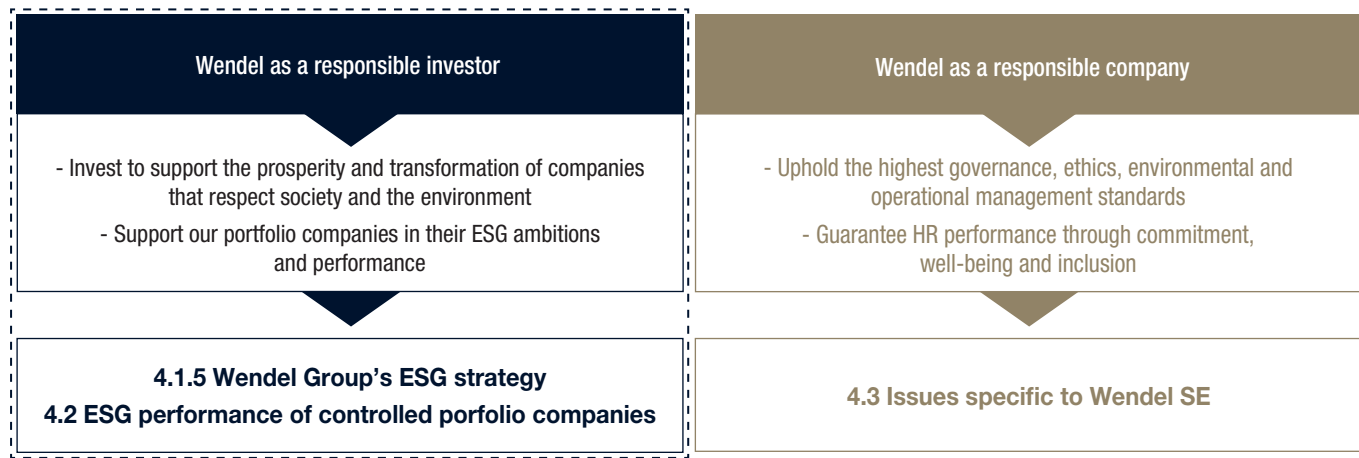 Wendel as a responsible investor
- Invest to support the prosperity and transformation of companies
that respect society and the environment
- Support our portfolio companies in their ESG ambitions
and performance
4.1.5 Wendel Group’s ESG strategy
4.2 ESG performance of controlled porfolio companies
Wendel as a responsible company
- Uphold the highest governance, ethics, environmental and
operational management standards
- Guarantee HR performance through commitment,
well-being and inclusion
4.3 Issues specific to Wendel SE